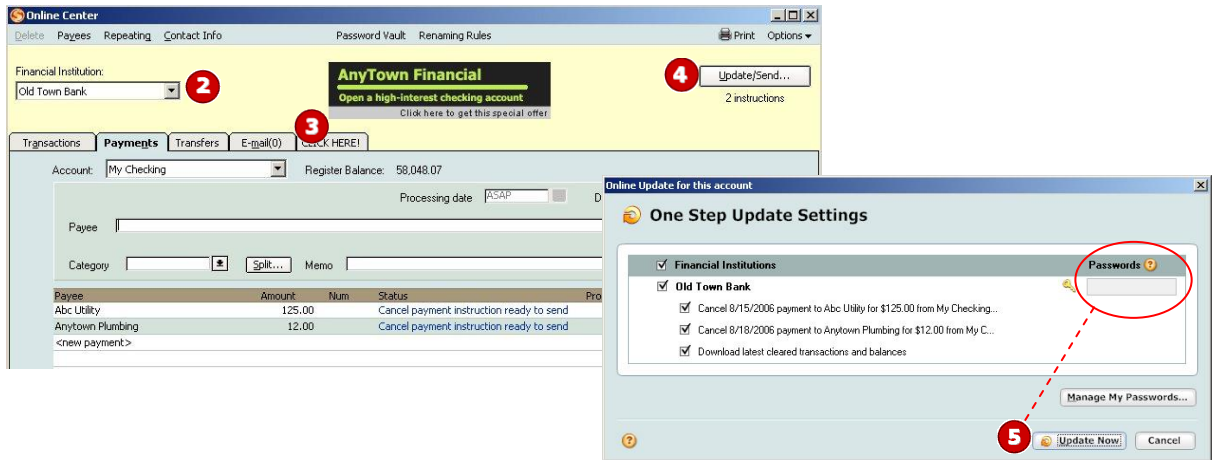 Online Center
Delete Payees Repeating Contact Info Password Vault Renaming Rules Print Options
Financial Institution:
Old Town Bank
2
AnyTown Financial
Open a high-interest checking account
Click here to get this special offer
4
Update/Send...
2 instructions
3
Transactions Payments Transfers E-mail(0) CLICK HERE!
Account: My Checking Register Balance: 58,048.07
Processing date ASAP D
Payee
Category Split... Memo
Payee Amount Num Status Pro
Abc Utility 125.00 Cancel payment instruction ready to send
Anytown Plumbing 12.00 Cancel payment instruction ready to send
<new payment>
Online Update for this account
One Step Update Settings
Financial Institutions Passwords ?
Old Town Bank
Cancel 8/15/2006 payment to Abc Utility for $125.00 from My Checking...
Cancel 8/18/2006 payment to Anytown Plumbing for $12.00 from My C...
Download latest cleared transactions and balances
Manage My Passwords...
?
5
Update Now Cancel